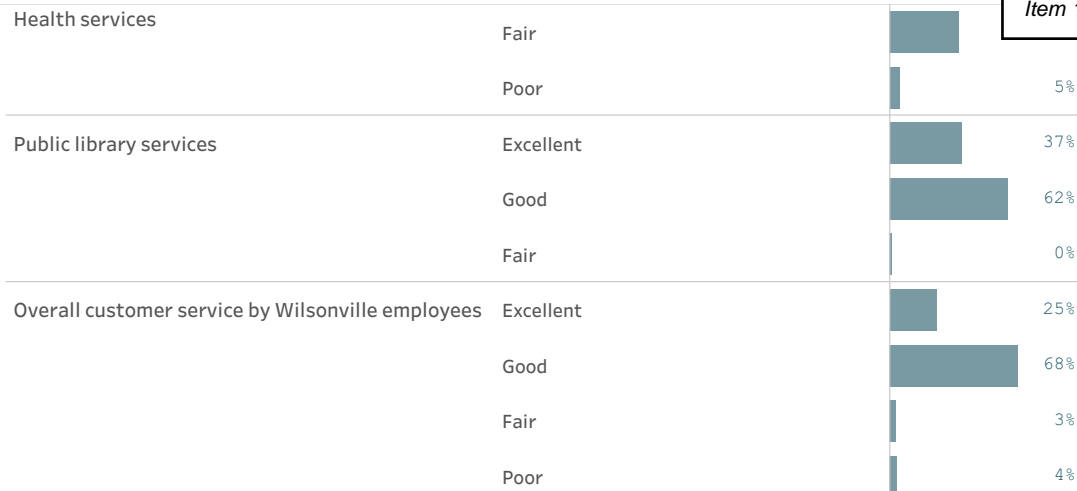 Health services
Item
Fair
Poor 5%
Public library services Excellent 37%
Good 62%
Fair 0%
Overall customer service by Wilsonville employees Excellent 25%
Good 68%
Fair 3%
Poor 4%